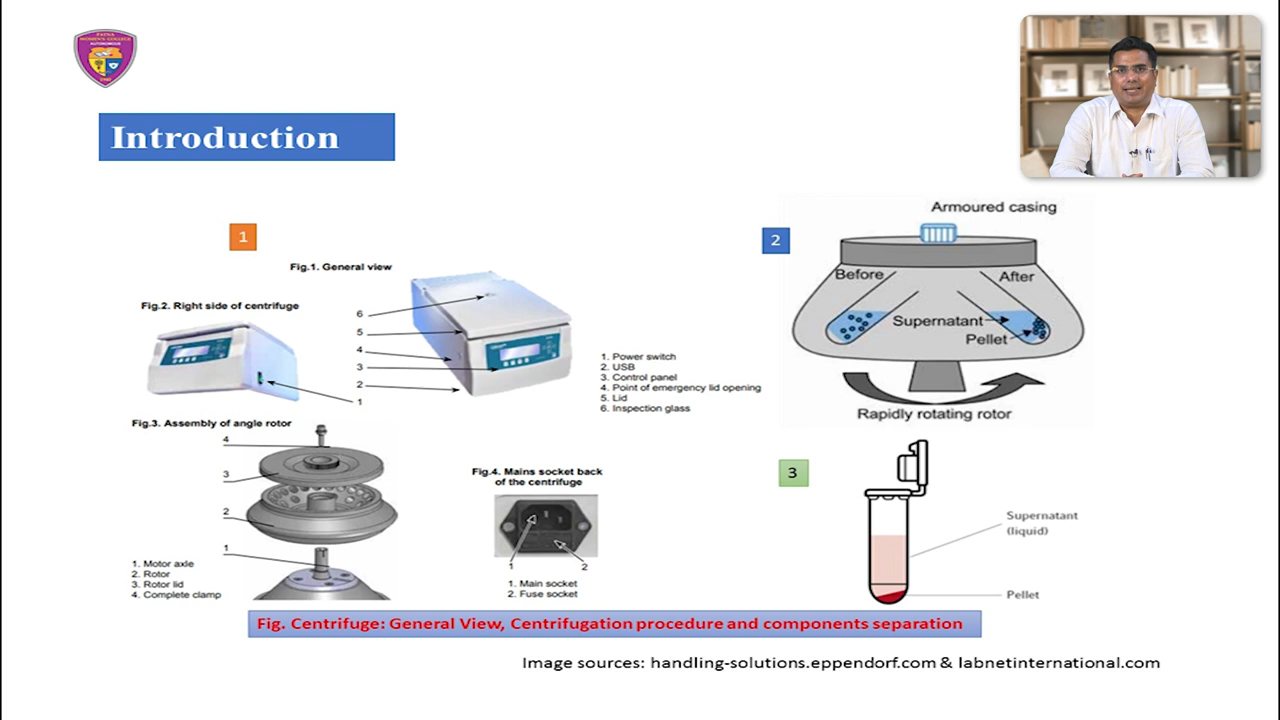 PATNA
WOMEN'S COLLEGE
AUTONOMOUS
Introduction
1
Fig.1. General view
Fig.2. Right side of centrifuge
6
5
4
3
2
1
1. Power switch
2. USB
3. Control panel
4. Point of emergency lid opening
5. Lid
6. Inspection glass
Fig.3. Assembly of angle rotor
4
3
2
1
1. Motor axle
2. Rotor
3. Rotor lid
4. Complete clamp
Fig.4. Mains socket back
of the centrifuge
1
2
1. Main socket
2. Fuse socket
2
Armoured casing
Before
After
Supernatant
Pellet
Rapidly rotating rotor
3
Supernatant
(liquid)
Pellet
Fig. Centrifuge: General View, Centrifugation procedure and components separation
Image sources: handling-solutions.eppendorf.com & labnetinternational.com